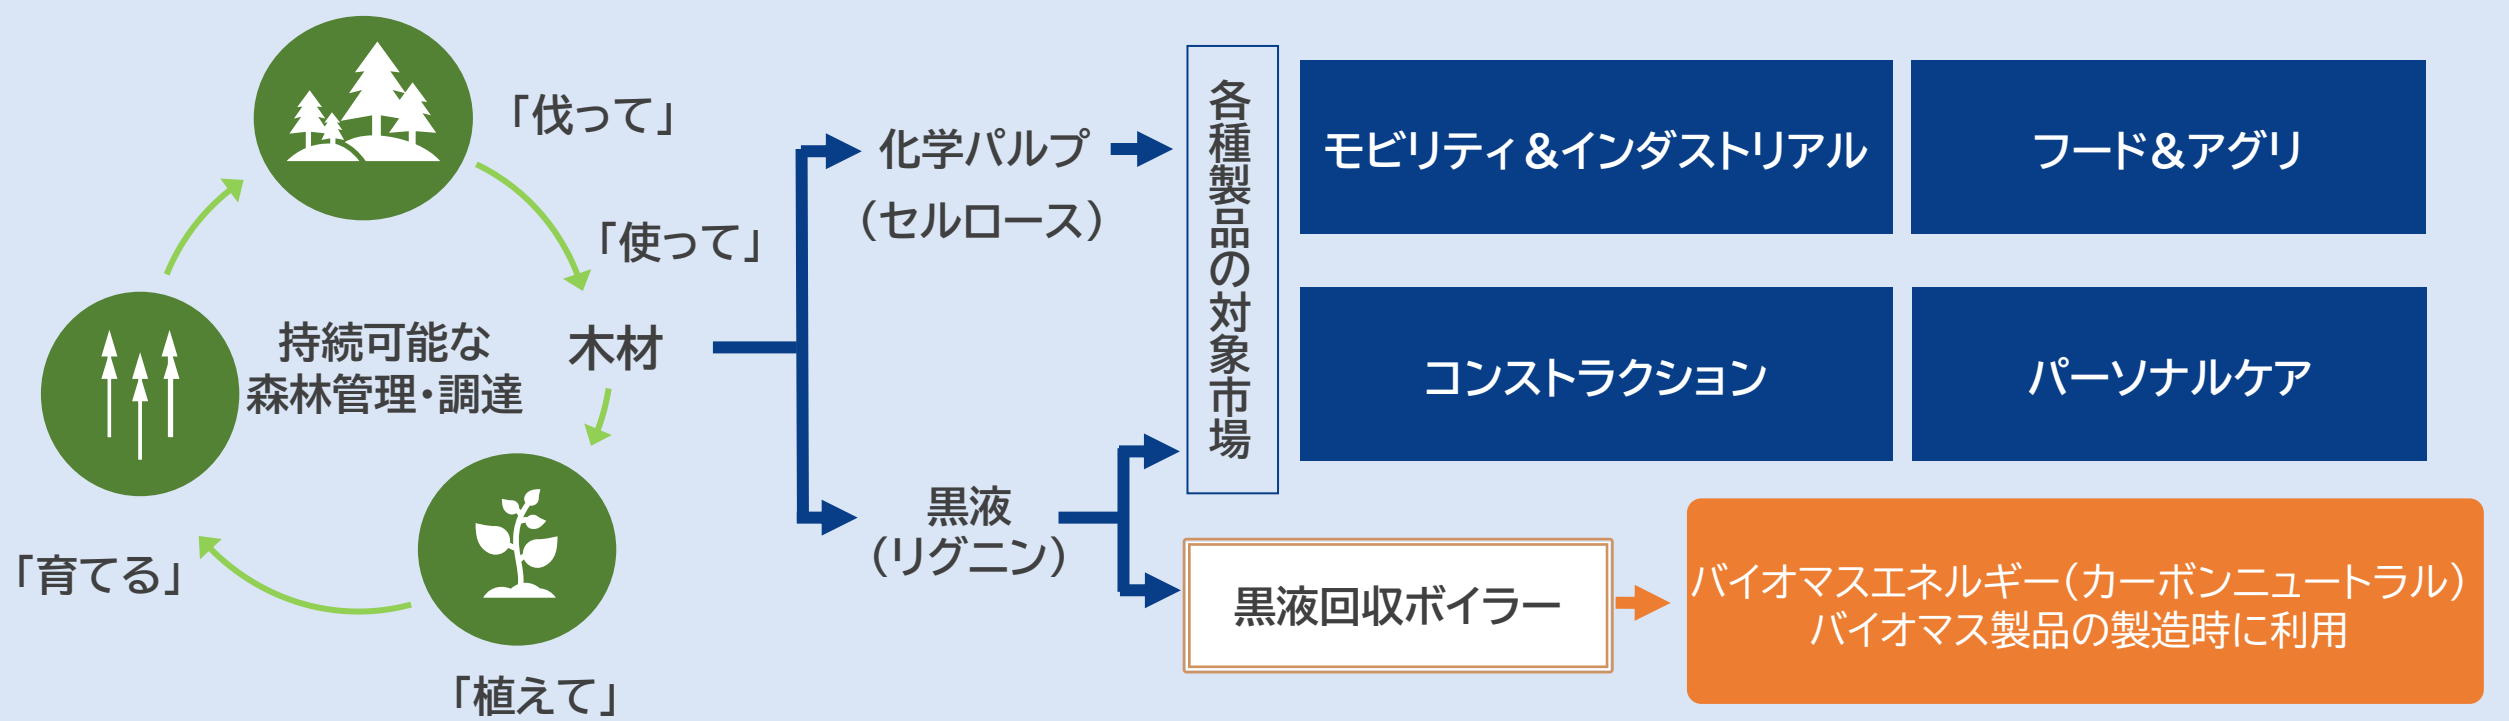 「伐って」
「使って」
持続可能な
森林管理・調達
木材
「育てる」
「植えて」
化学パルプ
（セルロース）
黒液
（リグニン）
各種製品の対象市場
モビリティ＆インダストリアル
フード＆アグリ
コンストラクション
パーソナルケア
黒液回収ボイラー
バイオマスエネルギー（カーボンニュートラル）
バイオマス製品の製造時に利用